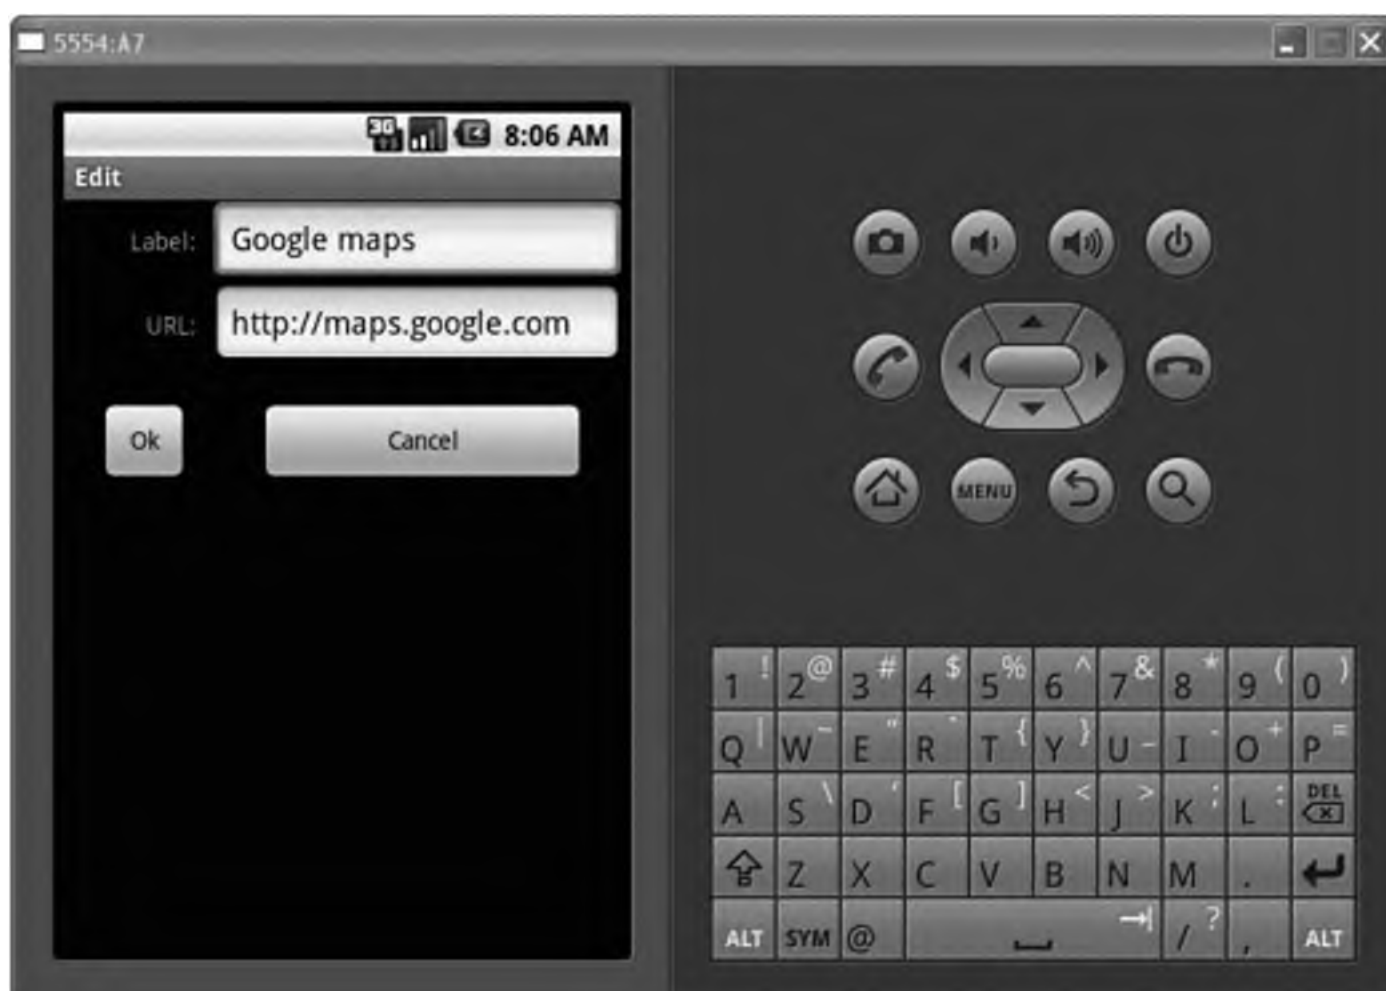 5554:A7
3G 8:06 AM
Edit
Label: Google maps
URL: http://maps.google.com
Ok Cancel
MENU
1 ! 2 @ 3 # 4 $ 5 % 6 ^ 7 & 8 * 9 ( 0 )
Q | W ~ E " R ` T { Y } U _ I - O + P =
A S \ D ' F [ G ] H < J > K ; L : DEL
Z X C V B N M .
ALT SYM @ / ? , ALT